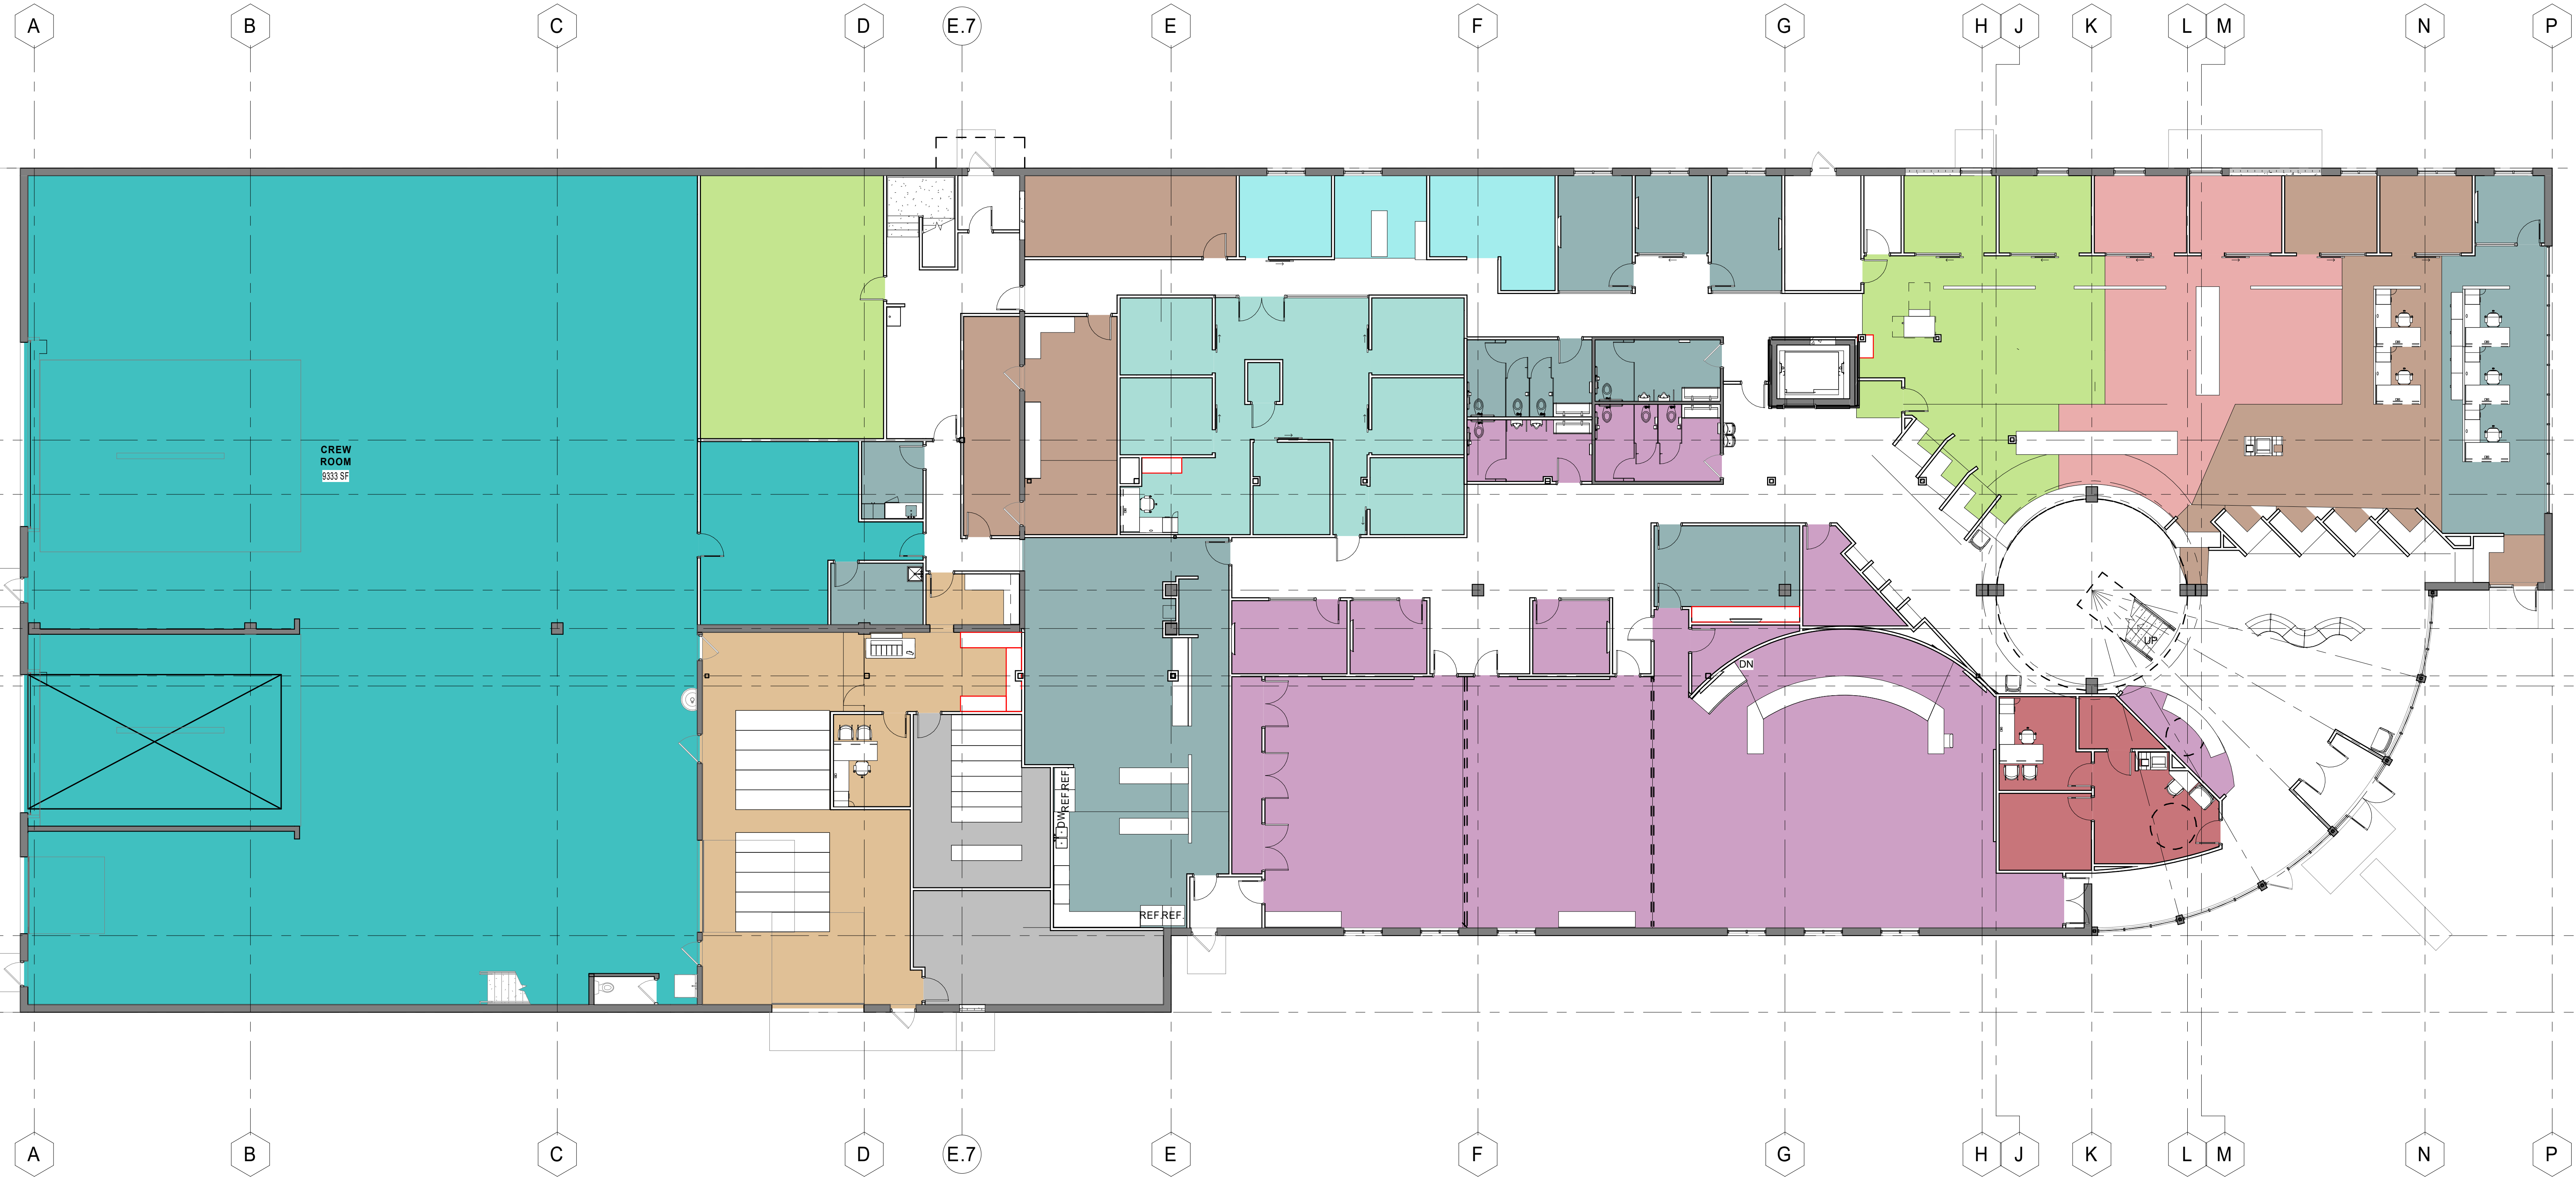 A B C D E.7 E F G H J K L M N P
CREW
ROOM
9333 SF
UP
DN
DW REF. REF.
REF. REF.
A B C D E.7 E F G H J K L M N P